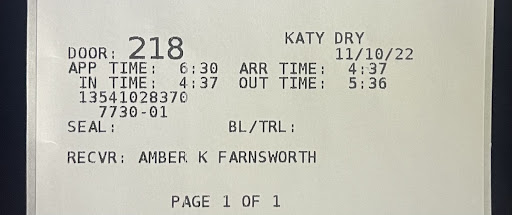 KATY DRY
DOOR: 218 11/10/22
APP TIME: 6:30 ARR TIME: 4:37
IN TIME: 4:37 OUT TIME: 5:36
13541028370
7730-01
SEAL: BL/TRL:
RECVR: AMBER K FARNSWORTH
PAGE 1 OF 1